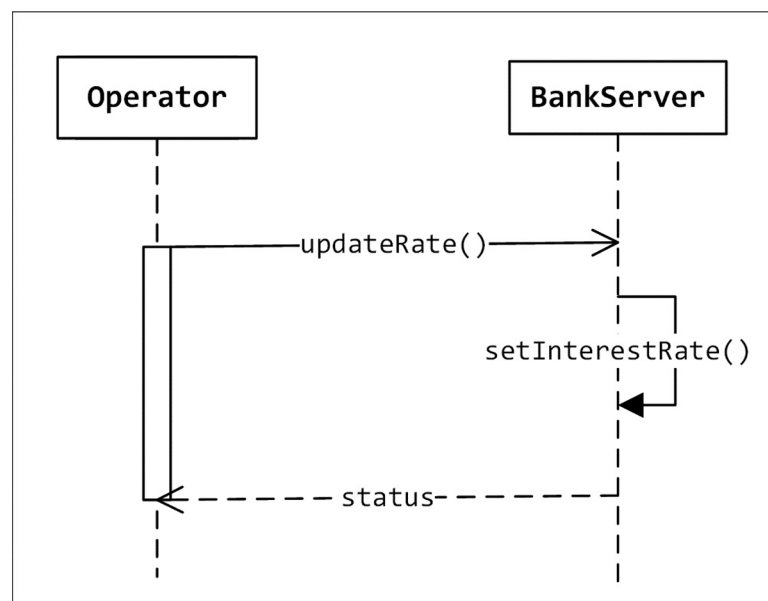 Operator
BankServer
updateRate()
setInterestRate()
status